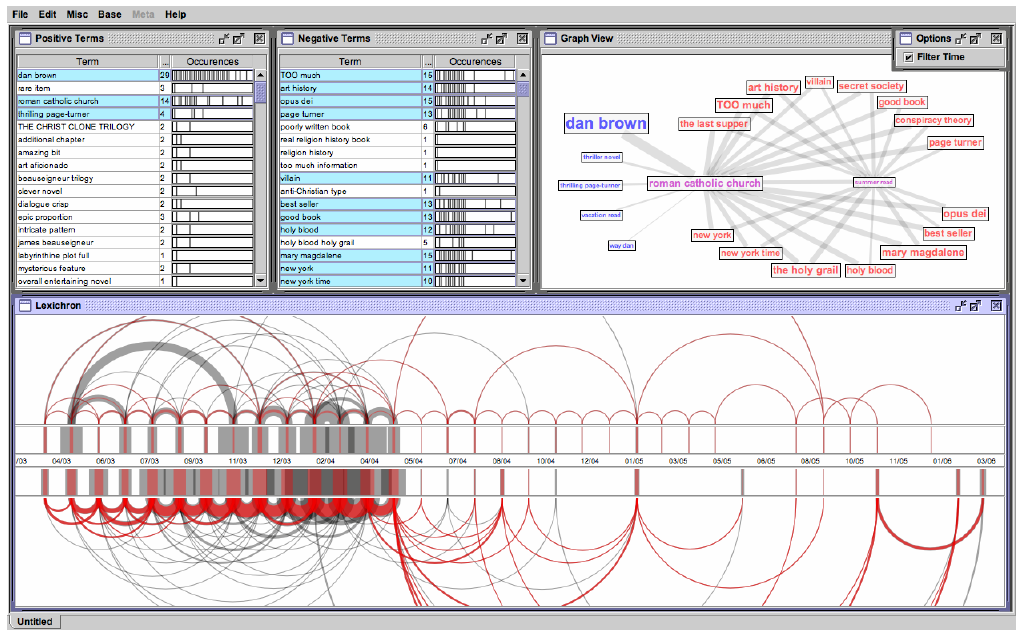 File Edit Misc Base Meta Help
Positive Terms
Term ... Occurences
dan brown 29
rare item 3
roman catholic church 14
thrilling page-turner 4
THE CHRIST CLONE TRILOGY 2
additional chapter 2
amazing bit 2
art aficionado 2
beauseigneur trilogy 2
clever novel 2
dialogue crisp 2
epic proportion 3
intricate pattern 2
james beauseigneur 2
labyrinthine plot full 1
mysterious feature 2
overall entertaining novel 1
Negative Terms
Term ... Occurences
TOO much 15
art history 14
opus dei 15
page turner 13
poorly written book 6
real religion history book 1
religion history 1
too much information 1
villain 11
anti-Christian type 1
best seller 13
good book 13
holy blood 12
holy blood holy grail 5
mary magdalene 15
new york 11
new york time 10
Graph View
Options
Filter Time
villain
art history
secret society
TOO much
good book
dan brown
the last supper
conspiracy theory
page turner
thriller novel
thrilling page-turner
roman catholic church
summer read
vacation read
opus dei
way dan
new york
best seller
new york time
mary magdalene
the holy grail
holy blood
Lexichron
/03 04/03 06/03 07/03 09/03 11/03 12/03 02/04 04/04 05/04 07/04 08/04 10/04 12/04 01/05 03/05 05/05 06/05 08/05 10/05 11/05 01/06 03/06
Untitled